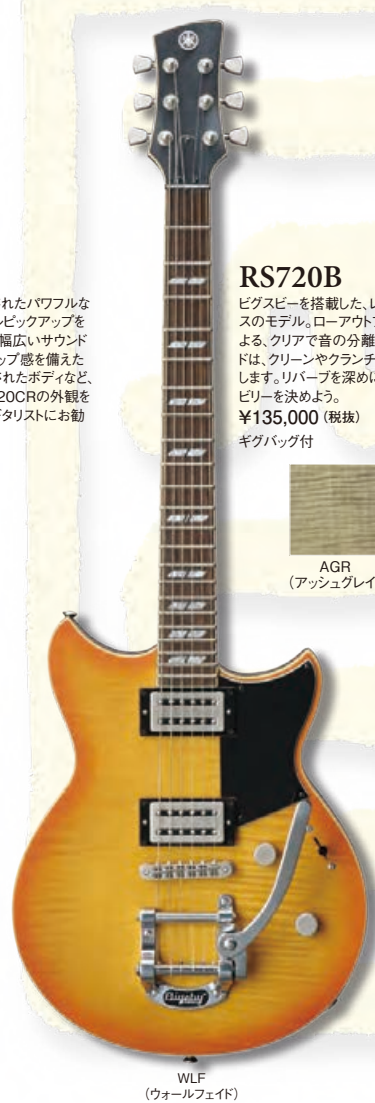 れたパワフルな
ルピックアップを
幅広いサウンド
ップ感を備えた
されたボディなど、
20CRの外観を
タリストにお勧
RS720B
ビグスビーを搭載した、レ
スのモデル。ローアウトプ
よる、クリアで音の分離
ドは、クリーンやクランチ
します。リバーブを深めに
ビリーを決めよう。
¥135,000（税抜）
ギグバッグ付
AGR
（アッシュグレイ
Bigsby
WLF
（ウォールフェイド）